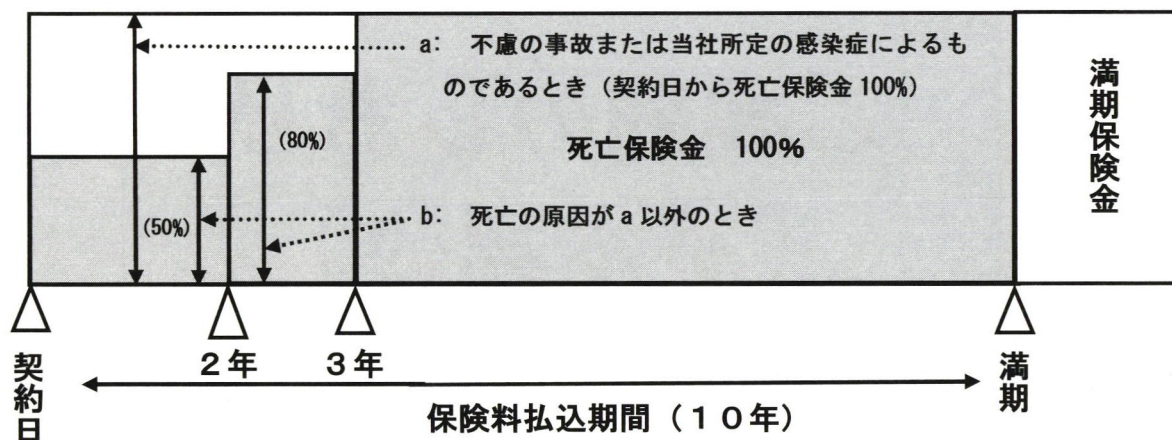 a: 不慮の事故または当社所定の感染症によるも
のであるとき（契約日から死亡保険金100%）
(80%)
死亡保険金 100%
(50%)
b: 死亡の原因がa以外のとき
満期保険金
契約日
2年
3年
満期
保険料払込期間（10年）